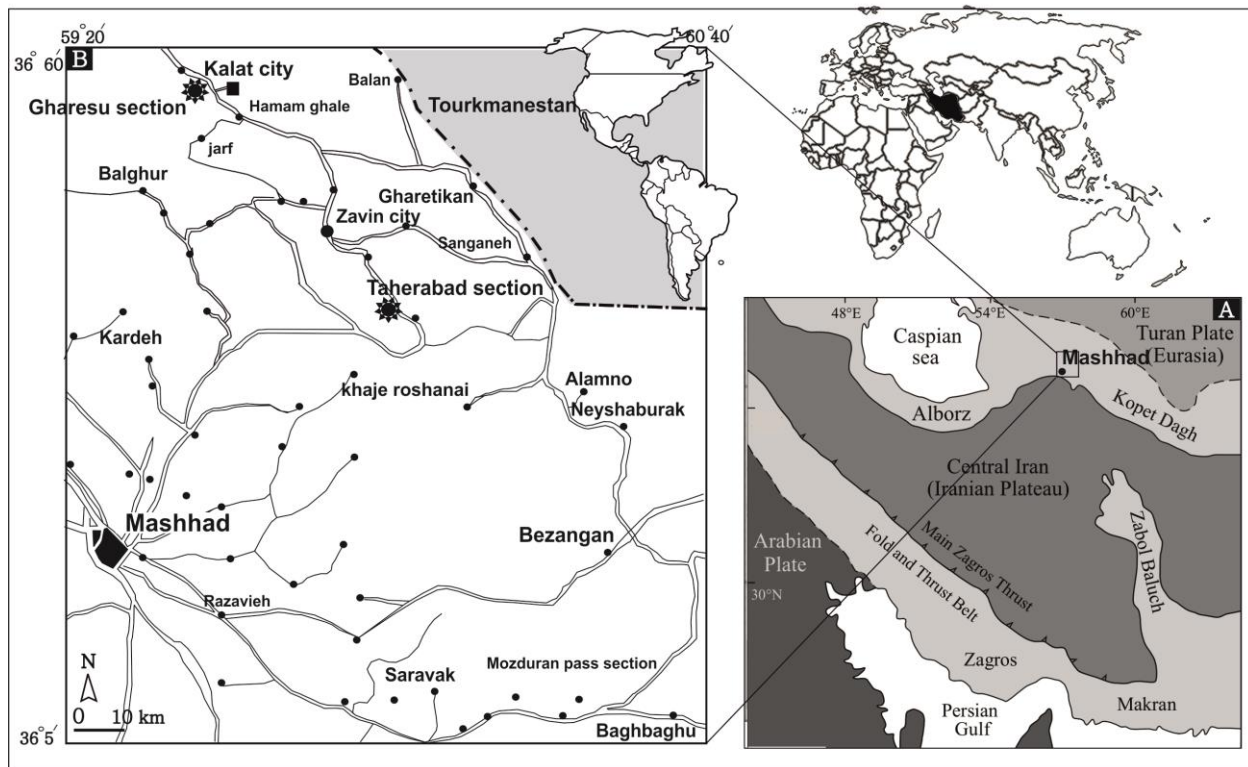 59° 20′
60° 40′
36° 60′
B
Kalat city
Gharesu section
Hamam ghale
Balan
Tourkmanestan
jarf
Balghur
Gharetikan
Zavin city
Sanganeh
Taherabad section
Kardeh
khaje roshanai
Alamno
Neyshaburak
Mashhad
Bezangan
Razavieh
Mozduran pass section
Saravak
Baghbaghu
N
0 10 km
36° 5′
A
48°E
54°E
60°E
Caspian
sea
Turan Plate
(Eurasia)
Mashhad
Alborz
Kopet Dagh
Central Iran
(Iranian Plateau)
Zabol Baluch
Arabian
Plate
Main Zagros Thrust
Fold and Thrust Belt
30°N
Zagros
Makran
Persian
Gulf